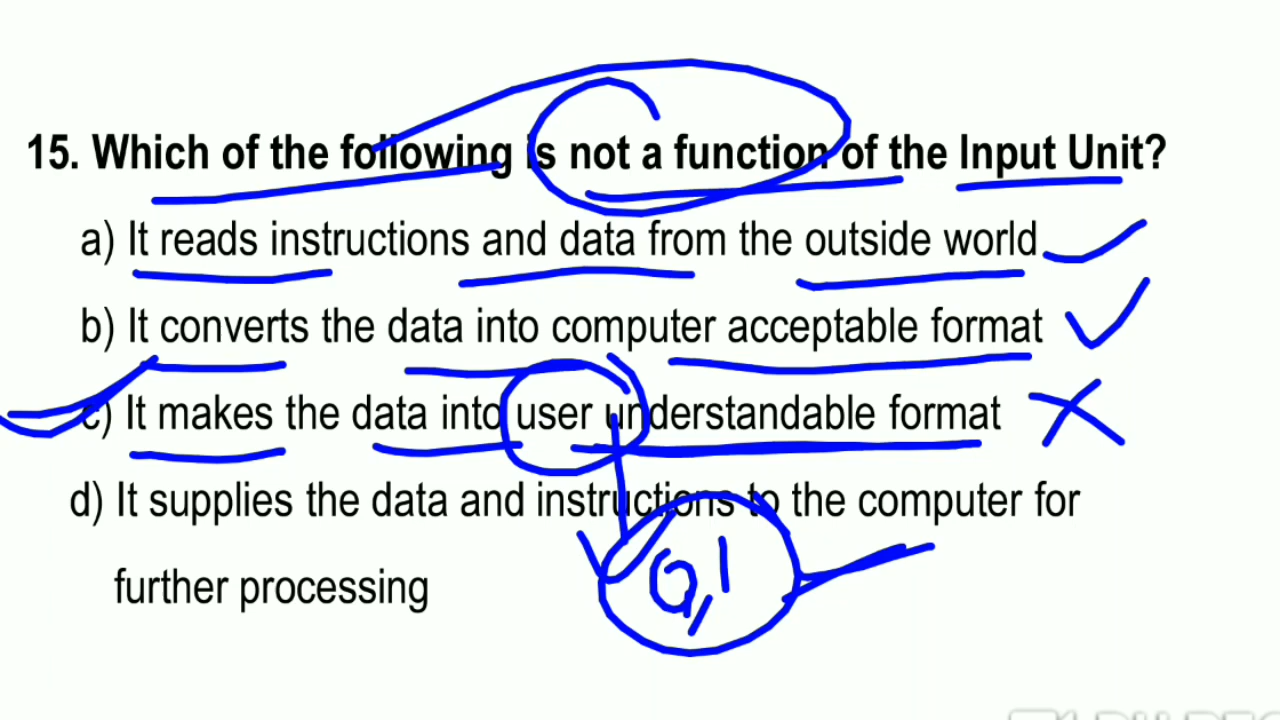 15. Which of the following is not a function of the Input Unit?
a) It reads instructions and data from the outside world
b) It converts the data into computer acceptable format
c) It makes the data into user understandable format
d) It supplies the data and instructions to the computer for
further processing
0,1